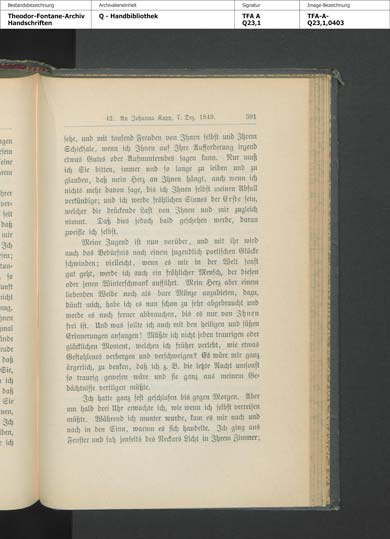 Bestandsbezeichnung
Theodor-Fontane-Archiv
Handschriften
Archivalieneinheit
Q - Handbibliothek
Signatur
TFA A
Q23,1
Image-Bezeichnung
TFA-A-
Q23,1,0403
42. An Johanna Kapp, 7. Dez. 1849. 391
sehe, und mit tausend Freuden von Ihnen selbst und Ihrem
Schicksale, wenn ich Ihnen auf Ihre Aufforderung irgend
etwas Gutes oder Aufmunterndes sagen kann. Nur muß
ich Sie bitten, immer und so lange zu leiden und zu
glauben, daß mein Herz an Ihnen hängt, auch wenn ich
nichts mehr davon sage, bis ich Ihnen selbst meinen Abfall
verkündige; und ich werde fröhlichen Sinnes der Erste sein,
welcher die drückende Last von Ihnen und mir zugleich
nimmt. Daß dies jedoch bald geschehen werde, daran
zweifle ich selbst.
Meine Jugend ist nun vorüber, und mit ihr wird
auch das Bedürfnis nach einem jugendlich poetischen Glücke
schwinden; vielleicht, wenn es mir in der Welt sonst
gut geht, werde ich auch ein fröhlicher Mensch, der diesen
oder jenen Winterschwank aufführt. Mein Herz aber einem
liebenden Weibe noch als bare Münze anzubieten, dazu,
dünkt mich, habe ich es nun schon zu sehr abgebraucht und
werde es noch ferner abbrauchen, bis es nur von Ihnen
frei ist. Und was sollte ich auch mit den heiligen und süßen
Erinnerungen anfangen? Müßte ich nicht jeden traurigen oder
glücklichen Moment, welchen ich früher verlebt, wie etwas
Gestohlenes verbergen und verschweigen? Es wäre mir ganz
ärgerlich, zu denken, daß ich z. B. die letzte Nacht umsonst
so traurig gewesen wäre und sie ganz aus meinem Ge-
dächtnisse vertilgen müßte.
Ich hatte ganz fest geschlafen bis gegen Morgen. Aber
um halb drei Uhr erwachte ich, wie wenn ich selbst verreisen
müßte. Während ich munter wurde, kam es mir nach und
nach in den Sinn, warum es sich handelte. Ich ging ans
Fenster und sah jenseits des Neckars Licht in Ihrem Zimmer;